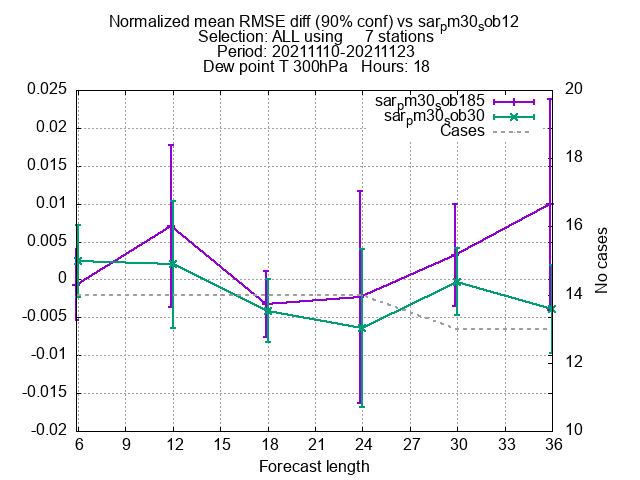 Normalized mean RMSE diff (90% conf) vs sarpm30sob12
Selection: ALL using 7 stations
Period: 20211110-20211123
Dew point T 300hPa Hours: 18
sarpm30sob185
sarpm30sob30
Cases
0.025
0.02
0.015
0.01
0.005
0
-0.005
-0.01
-0.015
-0.02
20
18
16
14
12
10
No cases
6 9 12 15 18 21 24 27 30 33 36
Forecast length